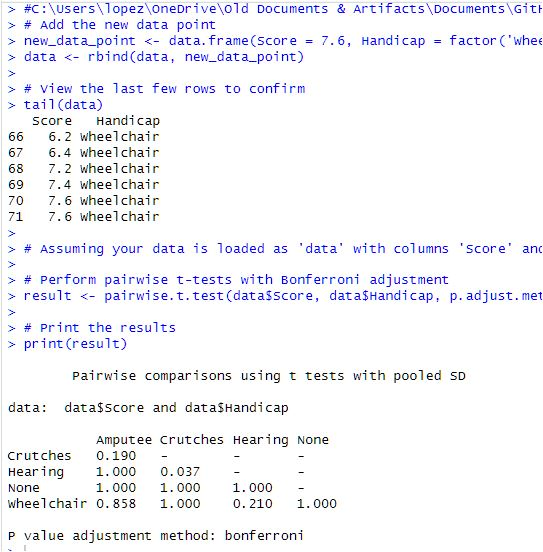 > #C:\Users\lopez\OneDrive\Old Documents & Artifacts\Documents\GitH
> # Add the new data point
> new_data_point <- data.frame(Score = 7.6, Handicap = factor('Whee
> data <- rbind(data, new_data_point)
>
> # View the last few rows to confirm
> tail(data)
   Score   Handicap
66   6.2 Wheelchair
67   6.4 Wheelchair
68   7.2 Wheelchair
69   7.4 Wheelchair
70   7.6 Wheelchair
71   7.6 Wheelchair
>
> # Assuming your data is loaded as 'data' with columns 'Score' and
>
> # Perform pairwise t-tests with Bonferroni adjustment
> result <- pairwise.t.test(data$Score, data$Handicap, p.adjust.met
>
> # Print the results
> print(result)
        Pairwise comparisons using t tests with pooled SD
data:  data$Score and data$Handicap
           Amputee Crutches Hearing None
Crutches   0.190   -        -       -
Hearing    1.000   0.037    -       -
None       1.000   1.000    1.000   -
Wheelchair 0.858   1.000    0.210   1.000
P value adjustment method: bonferroni
>